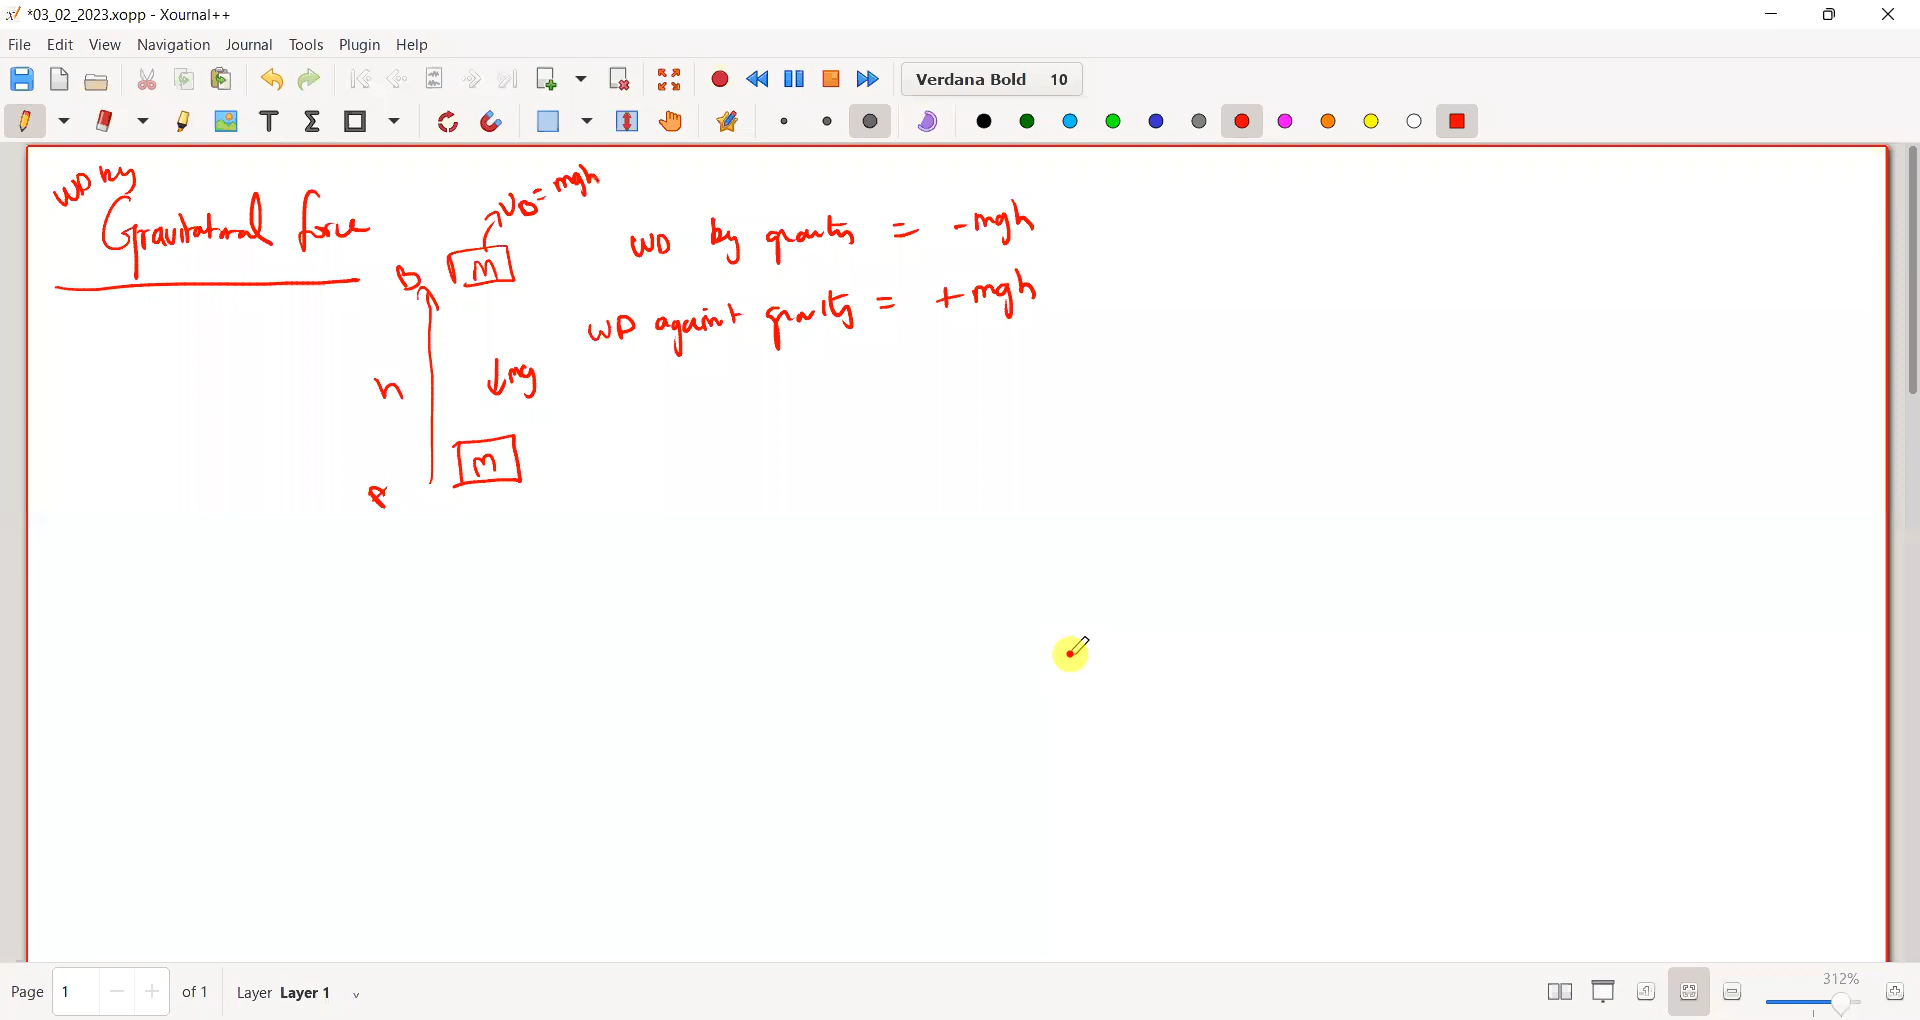 *03_02_2023.xopp - Xournal++
File Edit View Navigation Journal Tools Plugin Help
Verdana Bold 10
WD by
Gravitational force
UB = mgh
B
M
WD by gravity = -mgh
WD against gravity = +mgh
h
↓mg
M
A
Page 1 of 1 Layer Layer 1
312%